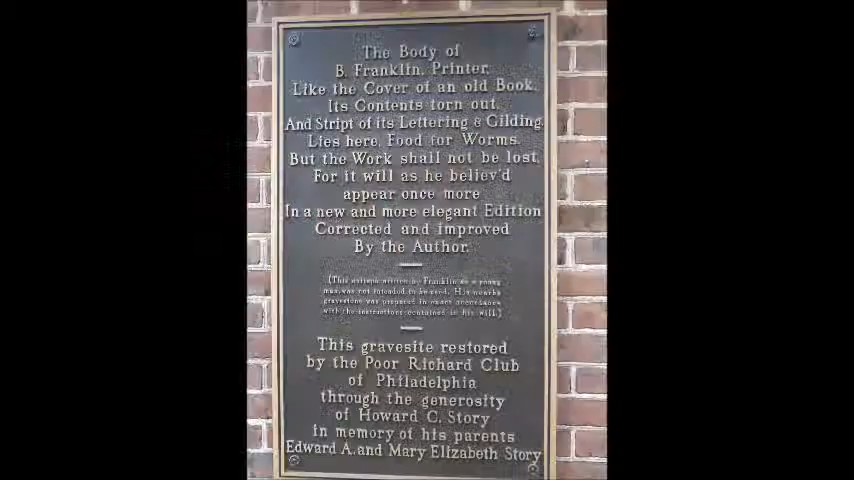 The Body of
B. Franklin, Printer,
Like the Cover of an old Book,
Its Contents torn out,
And Stript of its Lettering & Gilding,
Lies here, Food for Worms.
But the Work shall not be lost,
For it will as he believ'd
appear once more
In a new and more elegant Edition
Corrected and improved
By the Author.
(This epitaph written by Franklin as a young
man was not intended to be used. His nearby
gravestone was prepared in exact accordance
with the instructions contained in his will.)
This gravesite restored
by the Poor Richard Club
of Philadelphia
through the generosity
of Howard C. Story
in memory of his parents
Edward A. and Mary Elizabeth Story